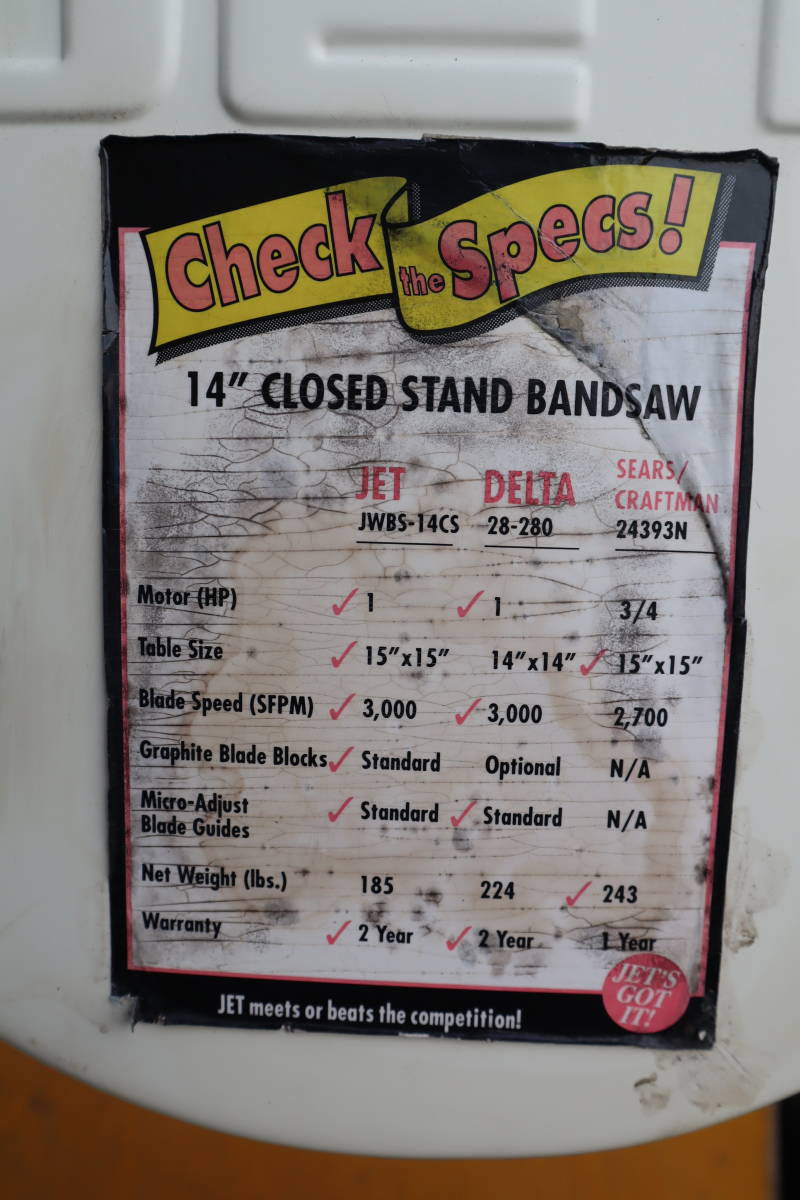 Check the Specs!
14" CLOSED STAND BANDSAW
JET DELTA SEARS/
CRAFTMAN
JWBS-14CS 28-280 24393N
Motor (HP) ✓ 1 ✓ 1 3/4
Table Size ✓ 15"x15" 14"x14" ✓ 15"x15"
Blade Speed (SFPM) ✓ 3,000 ✓ 3,000 2,700
Graphite Blade Blocks ✓ Standard Optional N/A
Micro-Adjust
Blade Guides ✓ Standard ✓ Standard N/A
Net Weight (lbs.) 185 224 ✓ 243
Warranty ✓ 2 Year ✓ 2 Year 1 Year
JET'S
GOT
IT!
JET meets or beats the competition!